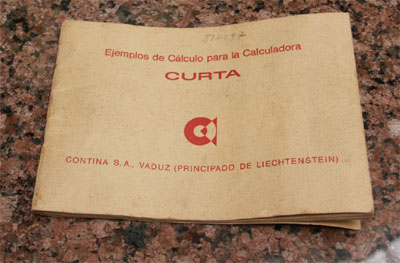 Ejemplos de Cálculo para la Calculadora
CURTA
CONTINA S.A. VADUZ (PRINCIPADO DE LIECHTENSTEIN)